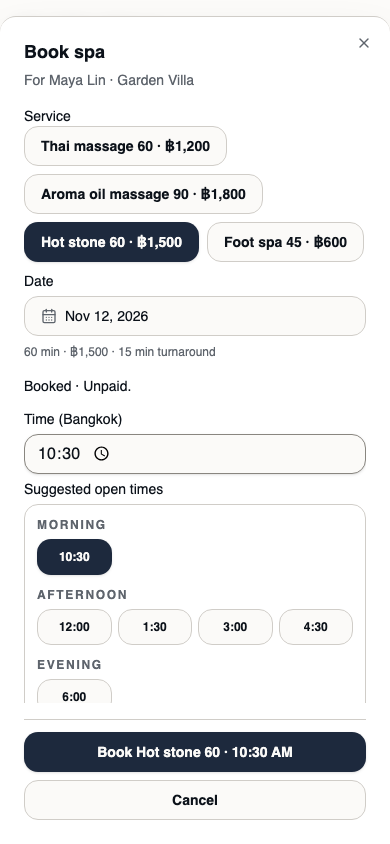 Book spa
For Maya Lin · Garden Villa
Service
Thai massage 60 · ฿1,200
Aroma oil massage 90 · ฿1,800
Hot stone 60 · ฿1,500
Foot spa 45 · ฿600
Date
Nov 12, 2026
60 min · ฿1,500 · 15 min turnaround
Booked · Unpaid.
Time (Bangkok)
10:30
Suggested open times
MORNING
10:30
AFTERNOON
12:00 1:30 3:00 4:30
EVENING
6:00
Book Hot stone 60 · 10:30 AM
Cancel